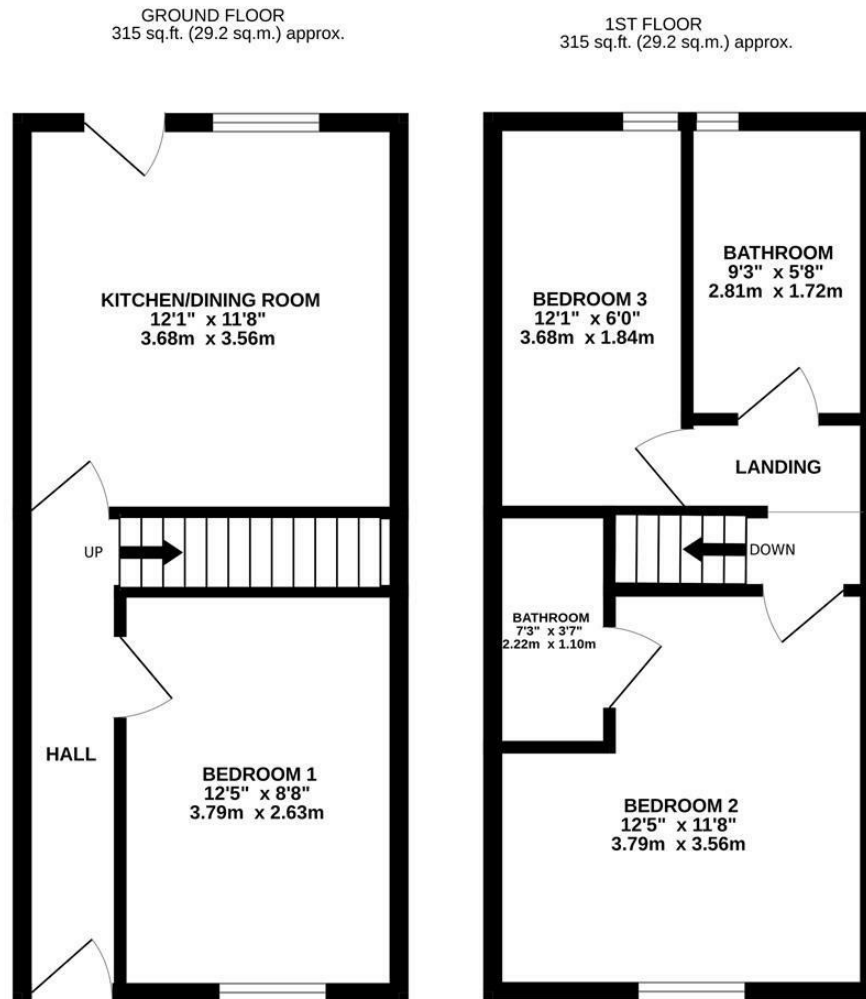 GROUND FLOOR
315 sq.ft. (29.2 sq.m.) approx.
KITCHEN/DINING ROOM
12'1" x 11'8"
3.68m x 3.56m
UP
HALL
BEDROOM 1
12'5" x 8'8"
3.79m x 2.63m
1ST FLOOR
315 sq.ft. (29.2 sq.m.) approx.
BEDROOM 3
12'1" x 6'0"
3.68m x 1.84m
BATHROOM
9'3" x 5'8"
2.81m x 1.72m
LANDING
DOWN
BATHROOM
7'3" x 3'7"
2.22m x 1.10m
BEDROOM 2
12'5" x 11'8"
3.79m x 3.56m